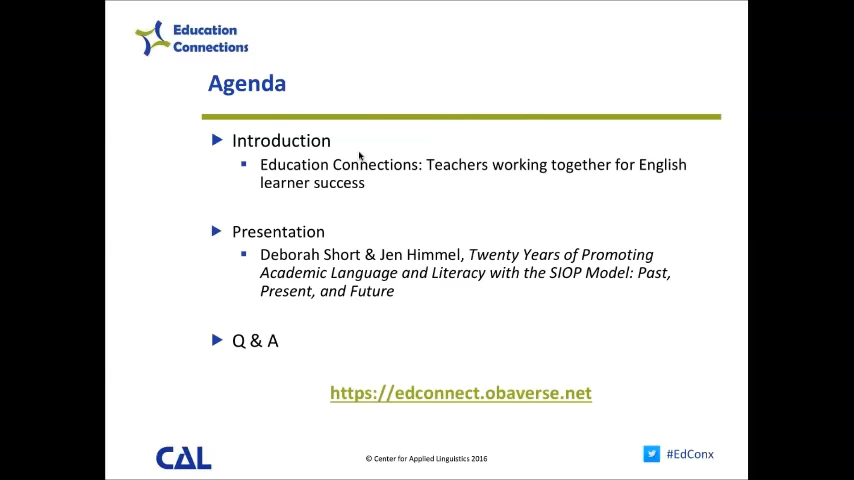 Education
Connections
Agenda
Introduction
Education Connections: Teachers working together for English
learner success
Presentation
Deborah Short & Jen Himmel, Twenty Years of Promoting
Academic Language and Literacy with the SIOP Model: Past,
Present, and Future
Q & A
https://edconnect.obaverse.net
CAL
© Center for Applied Linguistics 2016
#EdConx